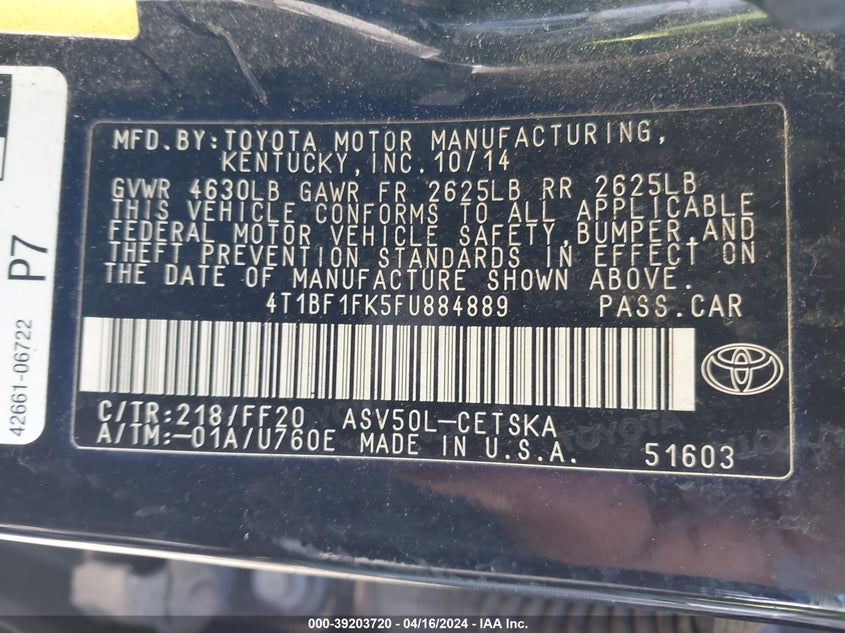 MFD.BY:TOYOTA MOTOR MANUFACTURING,
KENTUCKY,INC.10/14
GVWR 4630LB GAWR FR 2625LB RR 2625LB
THIS VEHICLE CONFORMS TO ALL APPLICABLE
FEDERAL MOTOR VEHICLE SAFETY,BUMPER,AND
THEFT PREVENTION STANDARDS IN EFFECT ON
THE DATE OF MANUFACTURE SHOWN ABOVE.
4T1BF1FK5FU884889 PASS.CAR
C/TR:218/FF20 ASV50L-CETSKA
A/TM:-01A/U760E MADE IN U.S.A. 51603
TOYOTA
P7
42661-06722
000-39203720 - 04/16/2024 - IAA Inc.